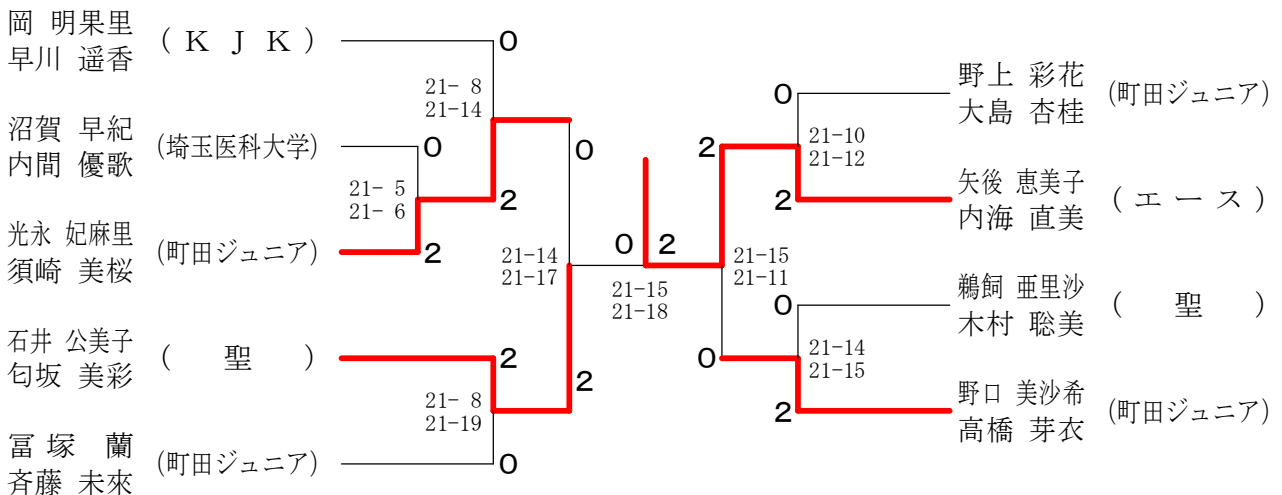 岡 明果里
早川 遥香
( K J K )
0
21- 8
21-14
沼賀 早紀
内間 優歌
(埼玉医科大学)
0
21- 5
21- 6
2
光永 妃麻里
須崎 美桜
(町田ジュニア)
2
0
21-14
21-17
石井 公美子
匂坂 美彩
( 聖 )
2
2
21- 8
21-19
冨塚 蘭
斉藤 未來
(町田ジュニア)
0
0 2
21-15
21-18
野上 彩花
大島 杏桂
(町田ジュニア)
0
21-10
21-12
2
矢後 恵美子
内海 直美
( エ ー ス )
2
21-15
21-11
鵜飼 亜里沙
木村 聡美
( 聖 )
0
0
21-14
21-15
野口 美沙希
高橋 芽衣
(町田ジュニア)
2